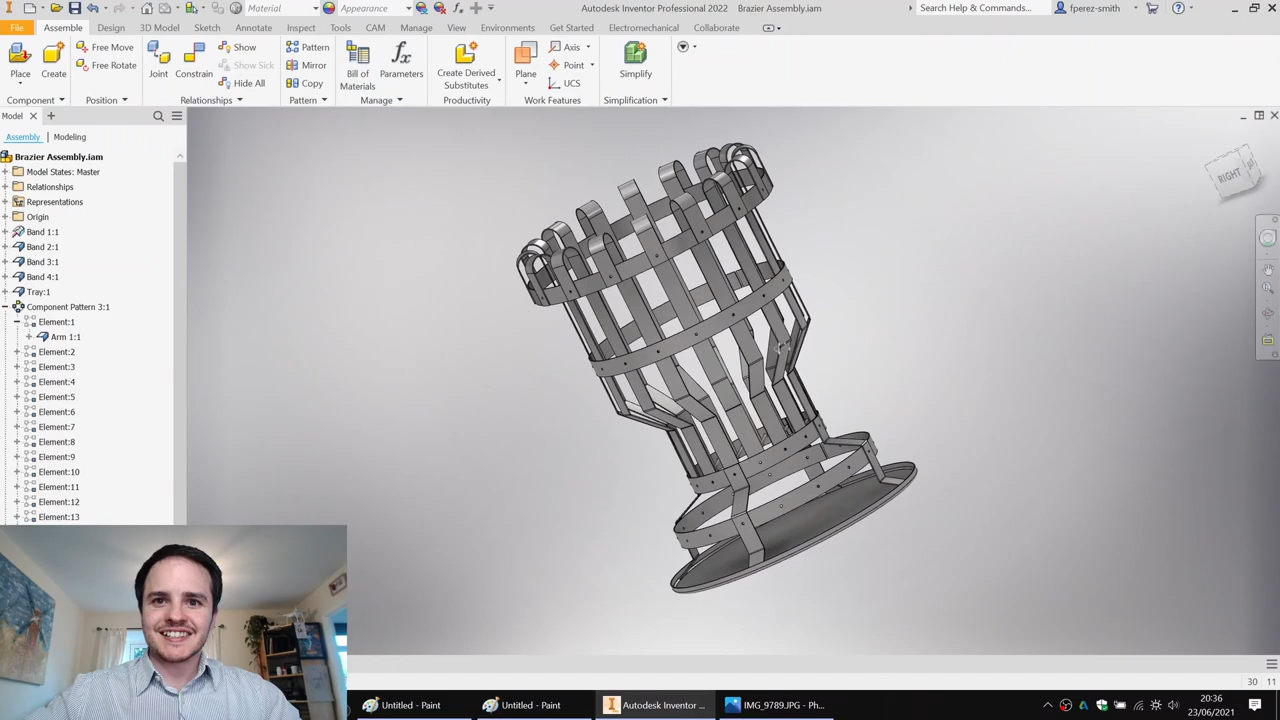 Material
Appearance
Autodesk Inventor Professional 2022 Brazier Assembly.iam
Search Help & Commands...
fperez-smith
File
Assemble
Design
3D Model
Sketch
Annotate
Inspect
Tools
CAM
Manage
View
Environments
Get Started
Electromechanical
Collaborate
Place
Create
Free Move
Free Rotate
Joint
Constrain
Show
Show Sick
Hide All
Pattern
Mirror
Copy
Bill of
Materials
Parameters
Create Derived
Substitutes
Plane
Axis
Point
UCS
Simplify
Component
Position
Relationships
Pattern
Manage
Productivity
Work Features
Simplification
Model
Assembly
Modeling
Brazier Assembly.iam
Model States: Master
Relationships
Representations
Origin
Band 1:1
Band 2:1
Band 3:1
Band 4:1
Tray:1
Component Pattern 3:1
Element:1
Arm 1:1
Element:2
Element:3
Element:4
Element:5
Element:6
Element:7
Element:8
Element:9
Element:10
Element:11
Element:12
Element:13
RIGHT
30 11
Untitled - Paint
Untitled - Paint
Autodesk Inventor ...
IMG_9789.JPG - Ph...
20:36
23/06/2021